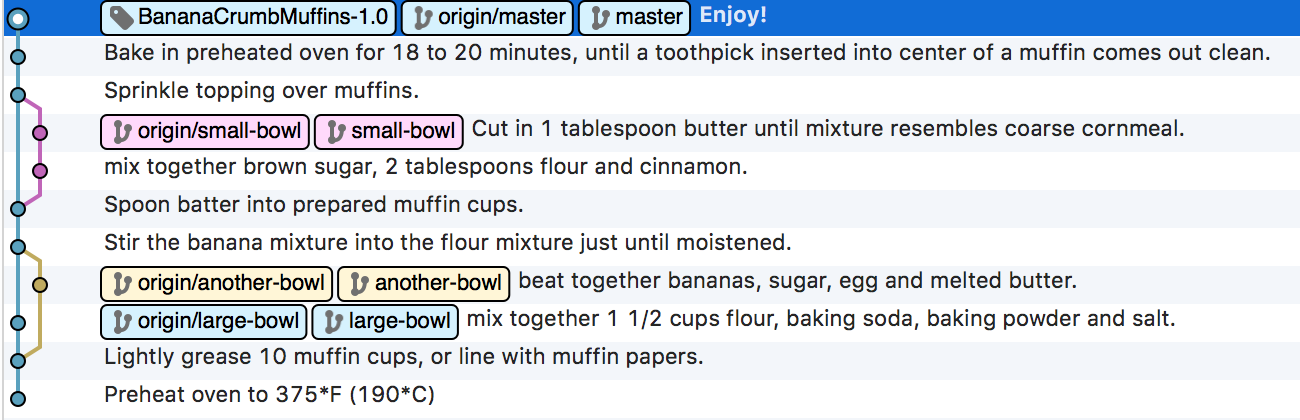 BananaCrumbMuffins-1.0 origin/master master Enjoy!
Bake in preheated oven for 18 to 20 minutes, until a toothpick inserted into center of a muffin comes out clean.
Sprinkle topping over muffins.
origin/small-bowl small-bowl Cut in 1 tablespoon butter until mixture resembles coarse cornmeal.
mix together brown sugar, 2 tablespoons flour and cinnamon.
Spoon batter into prepared muffin cups.
Stir the banana mixture into the flour mixture just until moistened.
origin/another-bowl another-bowl beat together bananas, sugar, egg and melted butter.
origin/large-bowl large-bowl mix together 1 1/2 cups flour, baking soda, baking powder and salt.
Lightly grease 10 muffin cups, or line with muffin papers.
Preheat oven to 375*F (190*C)